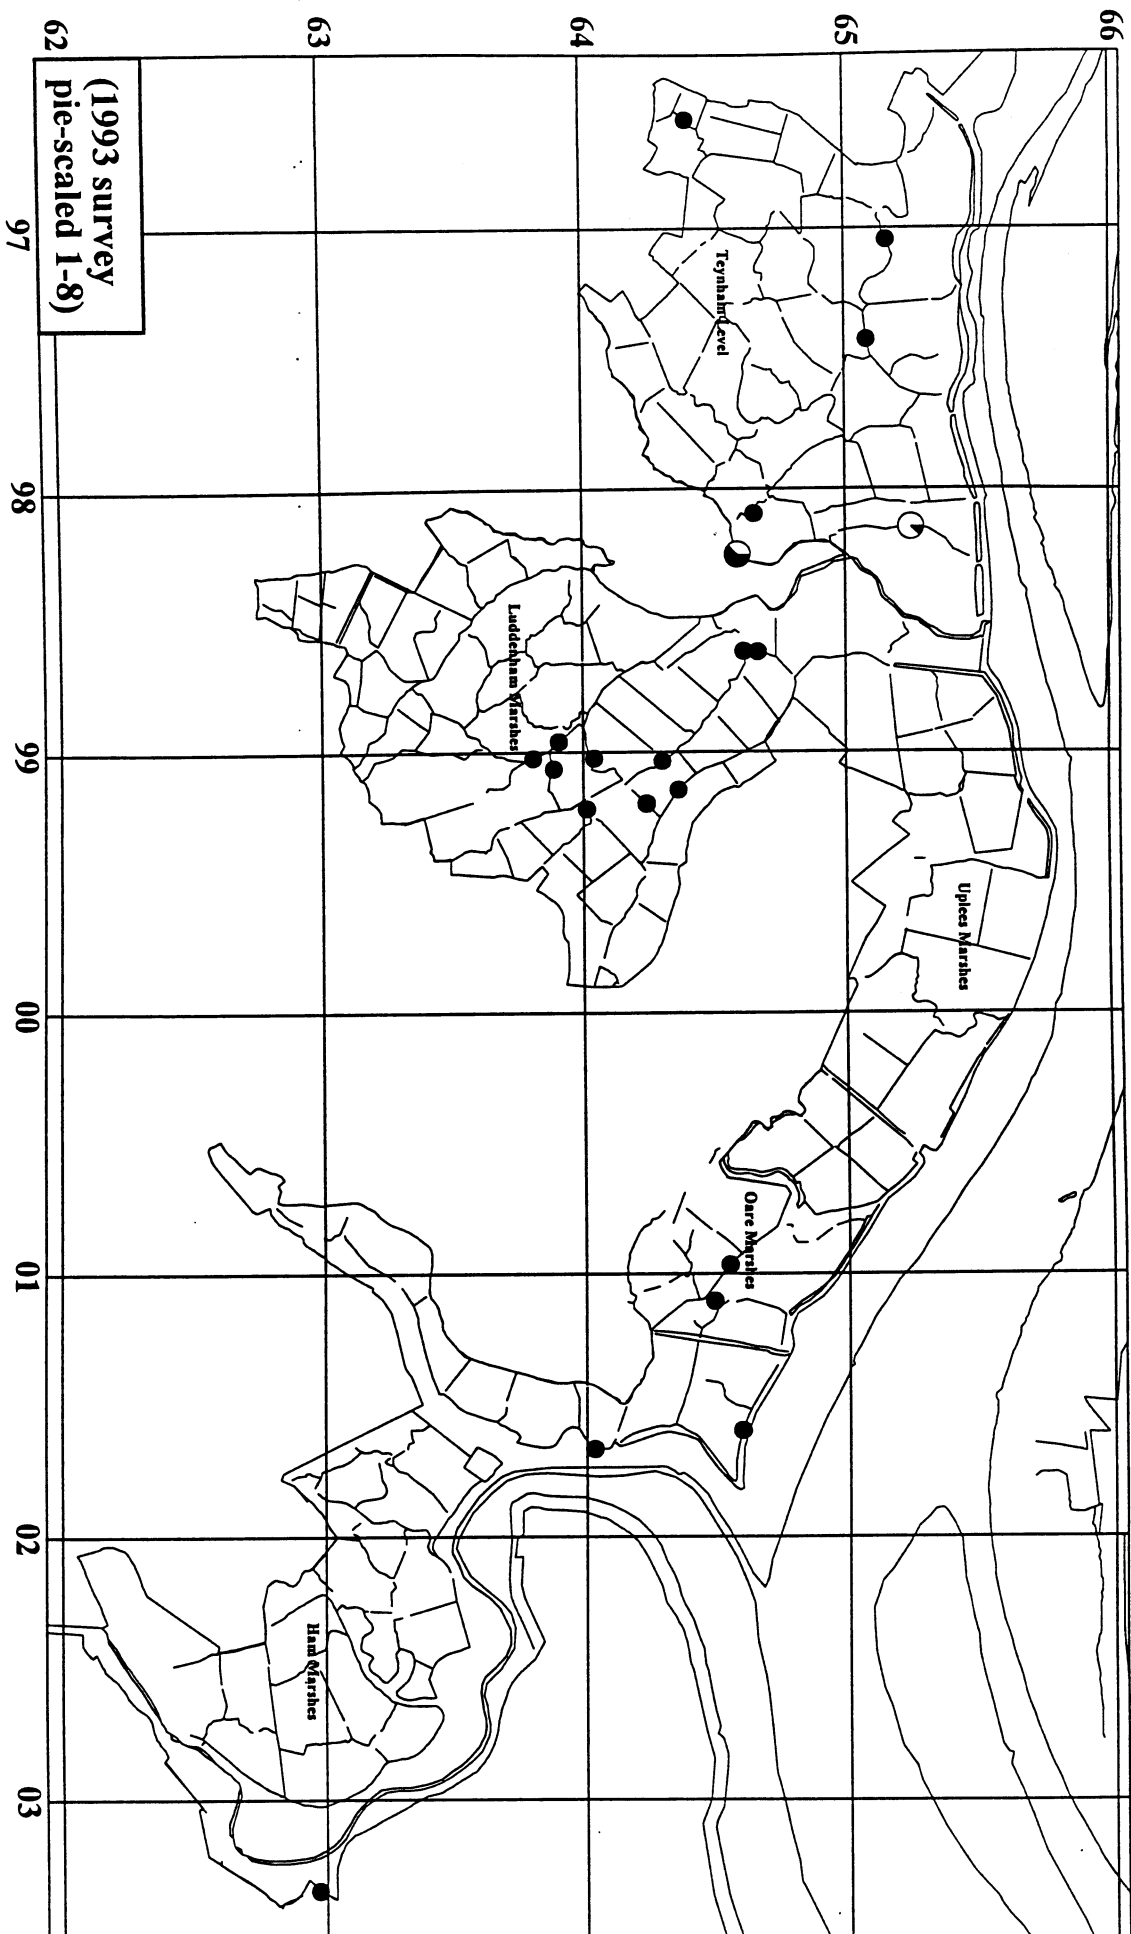 66
65
64
63
62
97
98
99
00
01
02
03
Teynham Level
Luddenham Marshes
Uplees Marshes
Oare Marshes
Ham Marshes
(1993 survey
pie-scaled 1-8)